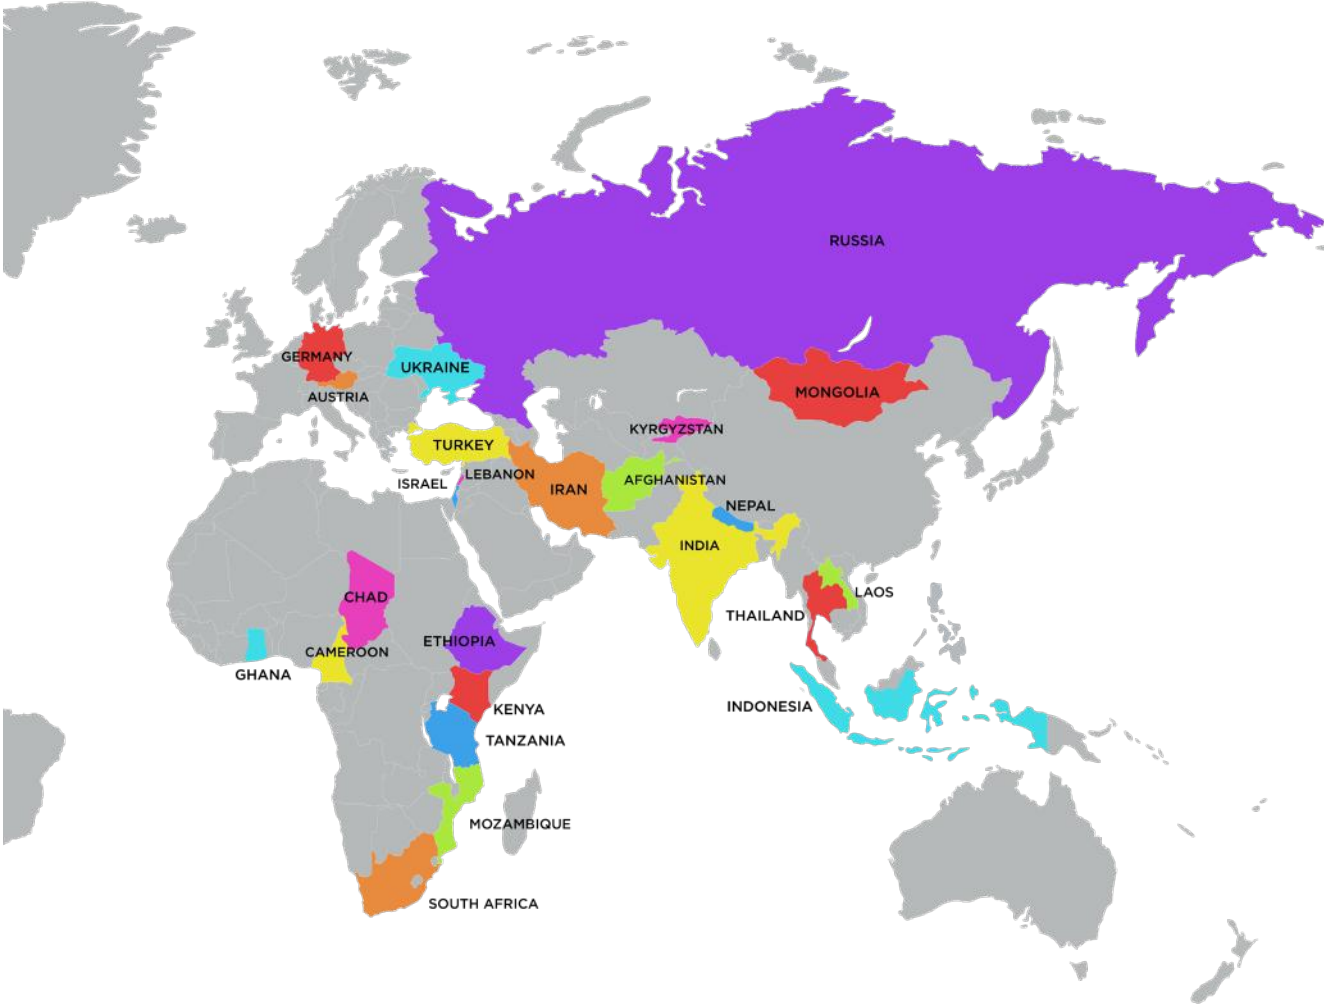 RUSSIA
GERMANY
UKRAINE
AUSTRIA
MONGOLIA
KYRGYZSTAN
TURKEY
LEBANON
ISRAEL
IRAN
AFGHANISTAN
NEPAL
INDIA
LAOS
CHAD
THAILAND
ETHIOPIA
CAMEROON
GHANA
INDONESIA
KENYA
TANZANIA
MOZAMBIQUE
SOUTH AFRICA